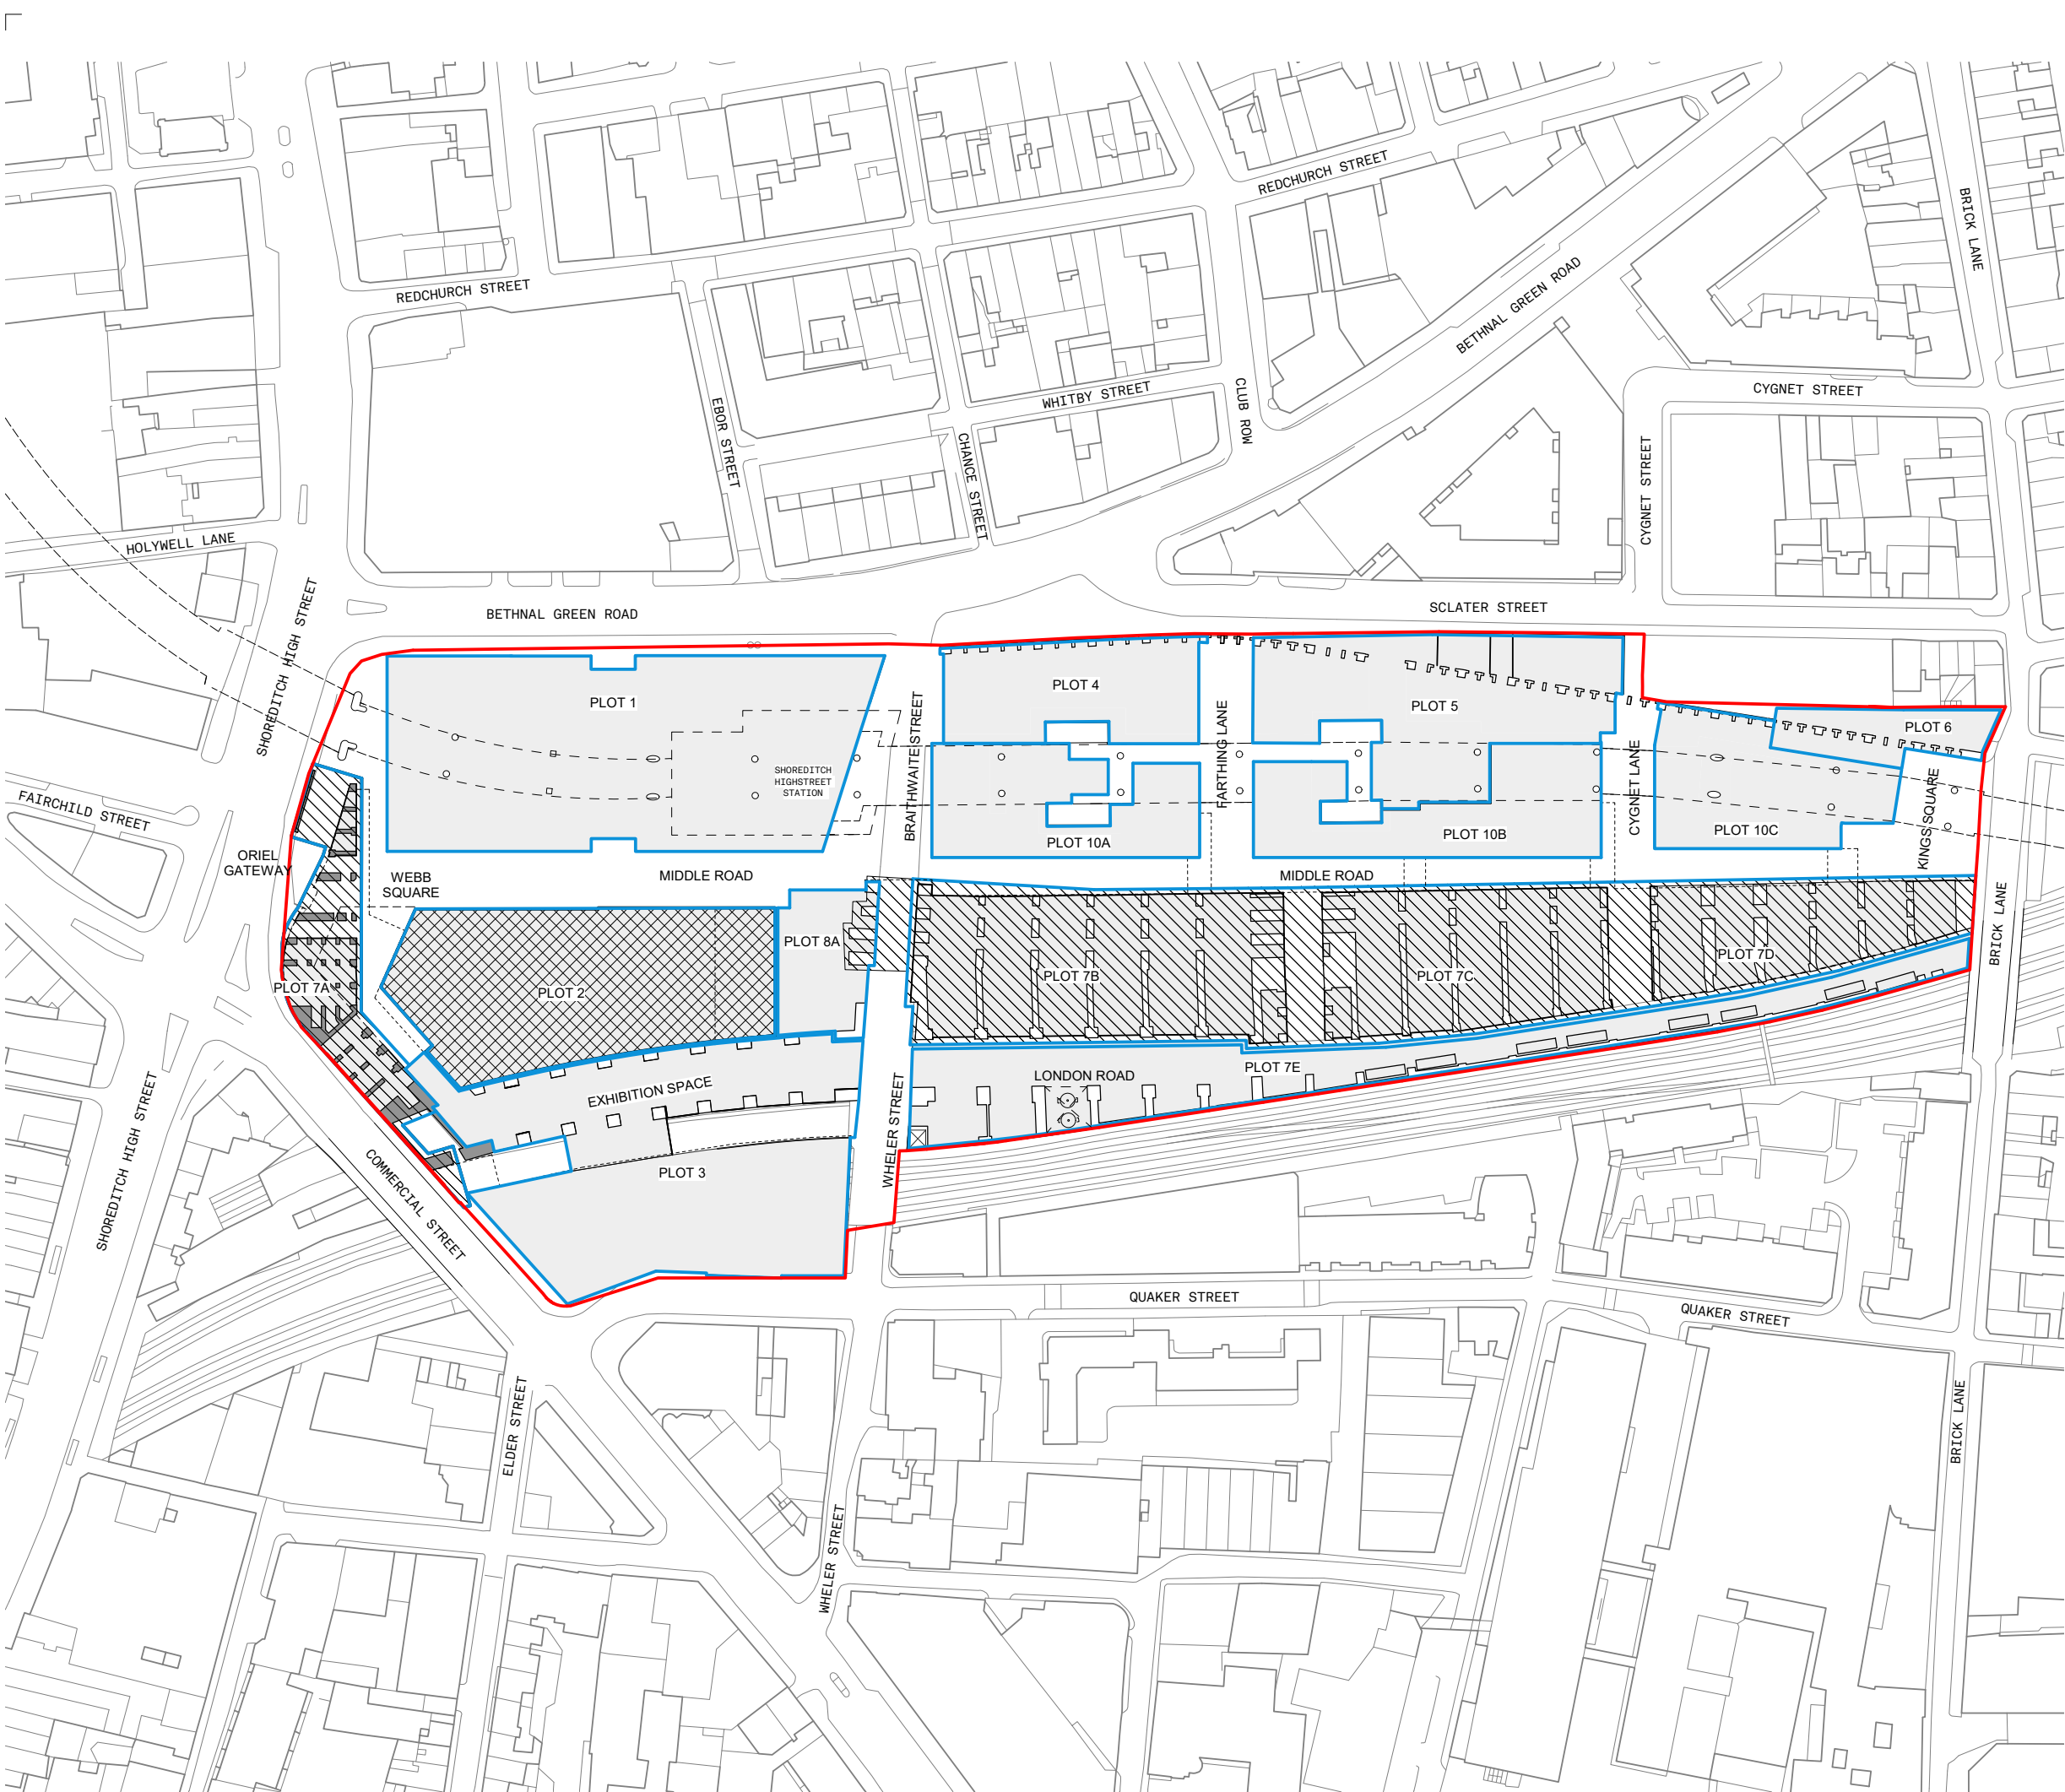 REDCHURCH STREET
BRICK LANE
REDCHURCH STREET
BETHNAL GREEN ROAD
WHITBY STREET
CYGNET STREET
EBOR STREET
CLUB ROW
CHANCE STREET
CYGNET STREET
HOLYWELL LANE
BETHNAL GREEN ROAD
SCLATER STREET
SHOREDITCH HIGH STREET
PLOT 1
PLOT 4
PLOT 5
PLOT 6
BRAITHWAITE STREET
FARTHING LANE
CYGNET LANE
KINGS SQUARE
SHOREDITCH
HIGHSTREET
STATION
FAIRCHILD STREET
PLOT 10A
PLOT 10B
PLOT 10C
ORIEL
GATEWAY
WEBB
SQUARE
MIDDLE ROAD
MIDDLE ROAD
BRICK LANE
PLOT 8A
PLOT 7A
PLOT 2
PLOT 7B
PLOT 7C
PLOT 7D
EXHIBITION SPACE
LONDON ROAD
PLOT 7E
SHOREDITCH HIGH STREET
WHELER STREET
COMMERCIAL STREET
PLOT 3
QUAKER STREET
QUAKER STREET
ELDER STREET
BRICK LANE
WHELER STREET